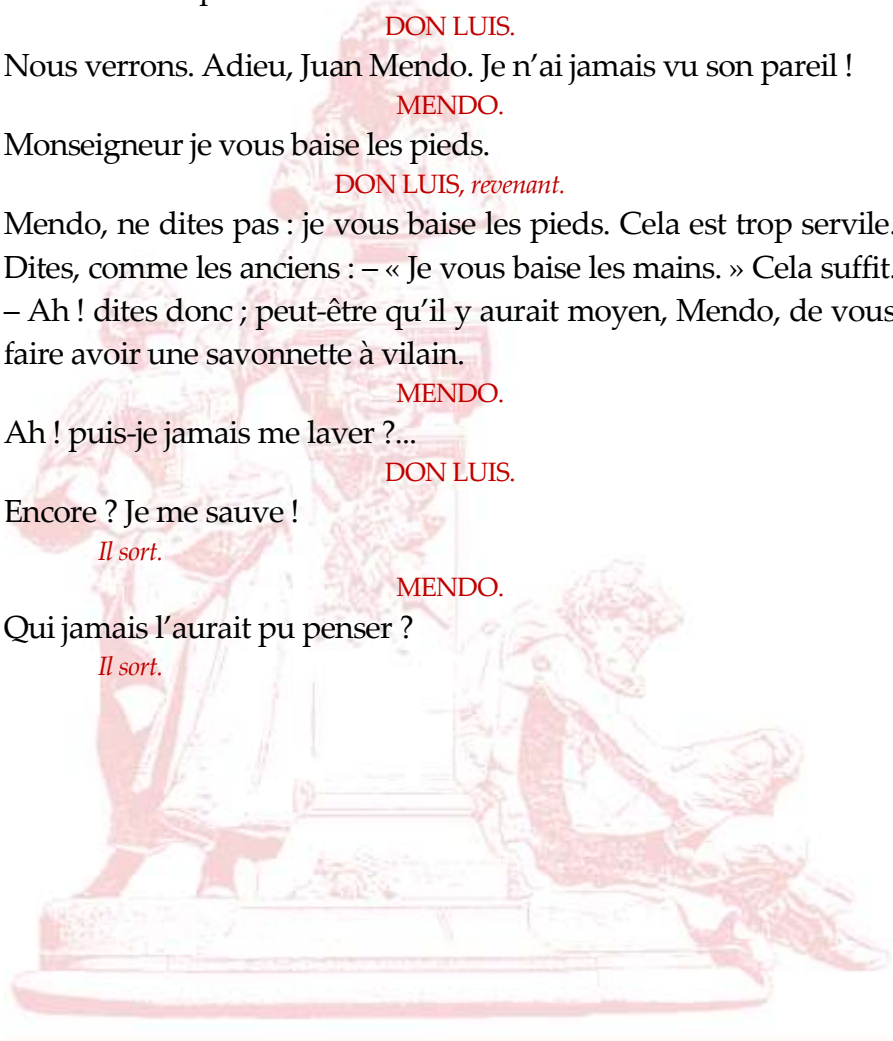 DON LUIS.
Nous verrons. Adieu, Juan Mendo. Je n’ai jamais vu son pareil !
MENDO.
Monseigneur je vous baise les pieds.
DON LUIS, revenant.
Mendo, ne dites pas : je vous baise les pieds. Cela est trop servile.
Dites, comme les anciens : – « Je vous baise les mains. » Cela suffit.
– Ah ! dites donc ; peut-être qu’il y aurait moyen, Mendo, de vous
faire avoir une savonnette à vilain.
MENDO.
Ah ! puis-je jamais me laver ?...
DON LUIS.
Encore ? Je me sauve !
Il sort.
MENDO.
Qui jamais l’aurait pu penser ?
Il sort.